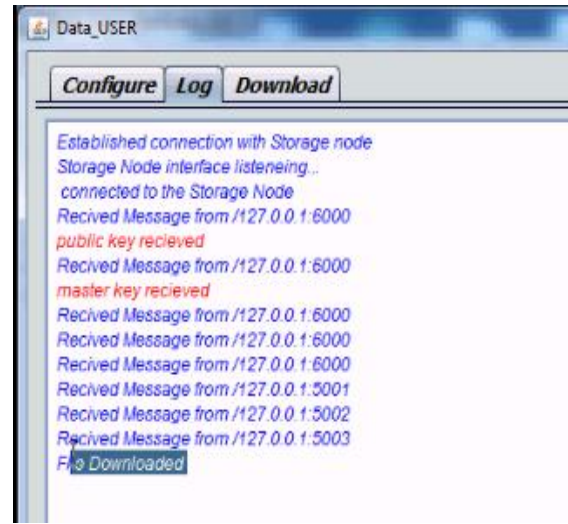 Data_USER
Configure Log Download
Established connection with Storage node
Storage Node interface listeneing...
connected to the Storage Node
Recived Message from /127.0.0.1:6000
public key recieved
Recived Message from /127.0.0.1:6000
master key recieved
Recived Message from /127.0.0.1:6000
Recived Message from /127.0.0.1:6000
Recived Message from /127.0.0.1:6000
Recived Message from /127.0.0.1:5001
Recived Message from /127.0.0.1:5002
Recived Message from /127.0.0.1:5003
File Downloaded